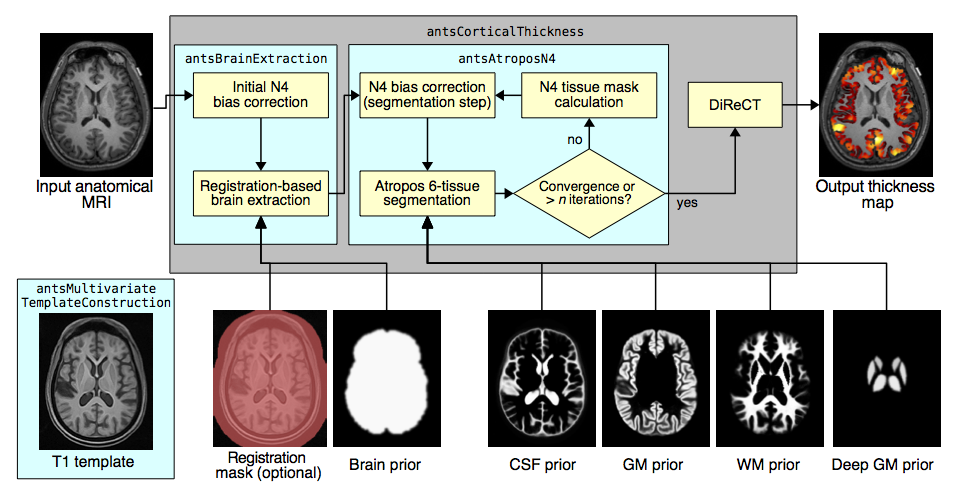 antsCorticalThickness
antsBrainExtraction
antsAtroposN4
Initial N4
bias correction
N4 bias correction
(segmentation step)
N4 tissue mask
calculation
DiReCT
no
Registration-based
brain extraction
Atropos 6-tissue
segmentation
Convergence or
> n iterations?
yes
Input anatomical
MRI
Output thickness
map
antsMultivariate
TemplateConstruction
T1 template
Registration
mask (optional)
Brain prior
CSF prior
GM prior
WM prior
Deep GM prior